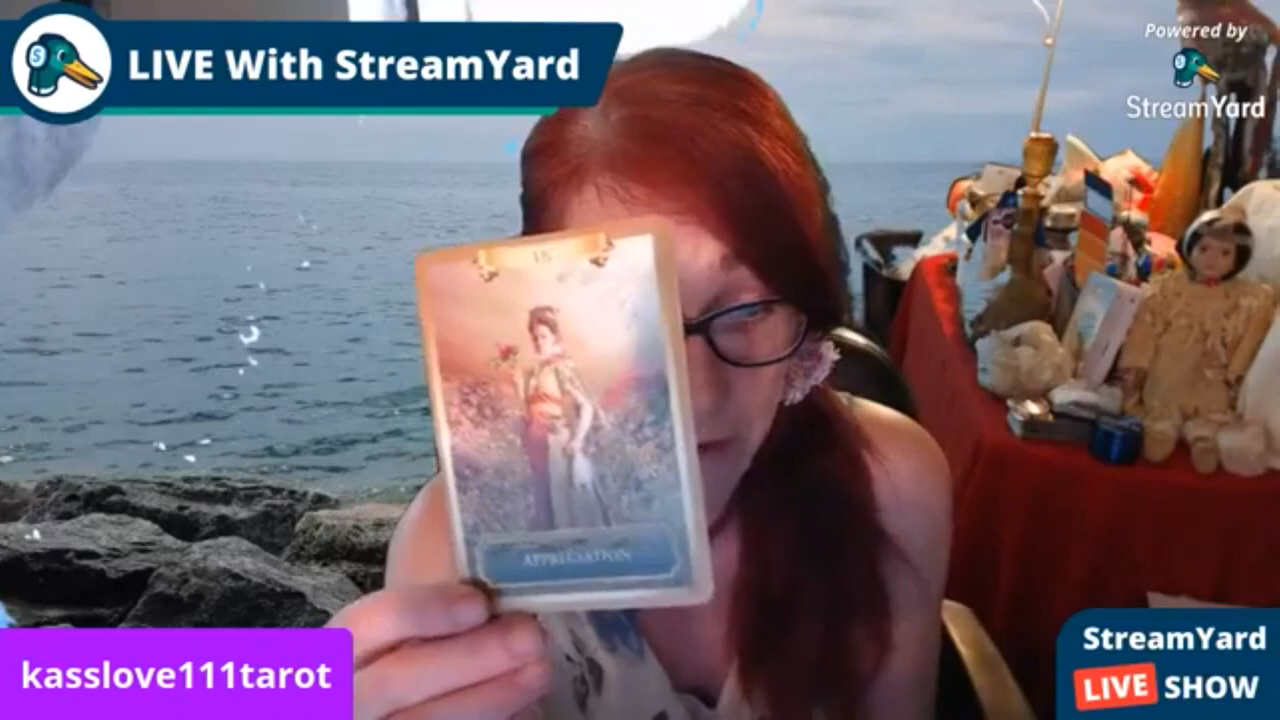 LIVE With StreamYard
Powered by
StreamYard
APPRECIATION
kasslove111tarot
StreamYard
LIVE SHOW